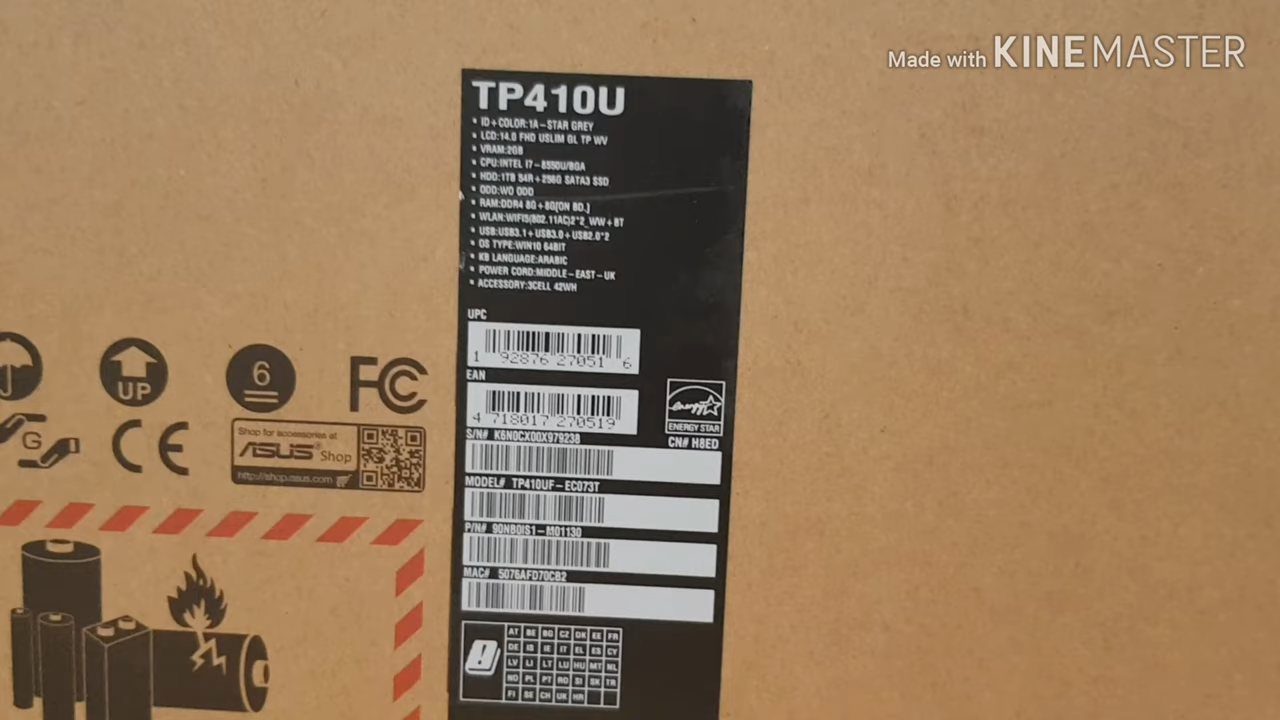 Made with KINEMASTER
TP410U
• ID+COLOR:1A-STAR GREY
• LCD:14.0 FHD USLIM GL TP WV
• VRAM:2GB
• CPU:INTEL I7-8550U/BGA
• HDD:1TB 54R+256G SATA3 SSD
• ODD:WO ODD
• RAM:DDR4 8G+8G[ON BD.]
• WLAN:WIFI5(802.11AC)2*2_WW+BT
• USB:USB3.1+USB3.0+USB2.0*2
• OS TYPE:WIN10 64BIT
• KB LANGUAGE:ARABIC
• POWER CORD:MIDDLE-EAST-UK
• ACCESSORY:3CELL 42WH
UPC
1 92876 27051 6
EAN
4 718017 270519
energy
ENERGY STAR
S/N# K6N0CX00X979238
CN# H8ED
MODEL# TP410UF-EC073T
P/N# 90NB0IS1-M01130
MAC# 5076AFD70CB2
AT BE BG CZ DK EE FR
DE IS IE IT EL ES CY
LV LI LT LU HU MT NL
NO PL PT RO SI SK TR
FI SE CH UK HR
UP
6
FC
G
CE
Shop for accessories at
ASUS® Shop
http://shop.asus.com